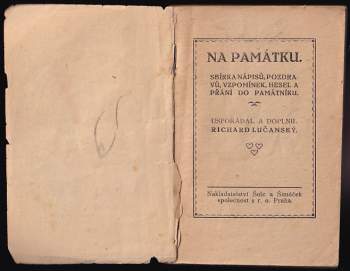 NA PAMÁTKU.
SBÍRKA NÁPISŮ, POZDRA-
VŮ, VZPOMÍNEK, HESEL A
PŘÁNÍ DO PAMÁTNÍKU.
USPOŘÁDAL A DOPLNIL
RICHARD LUČANSKÝ.
Nakladatelství Šolc a Šimáček
společnost s r. o. Praha.